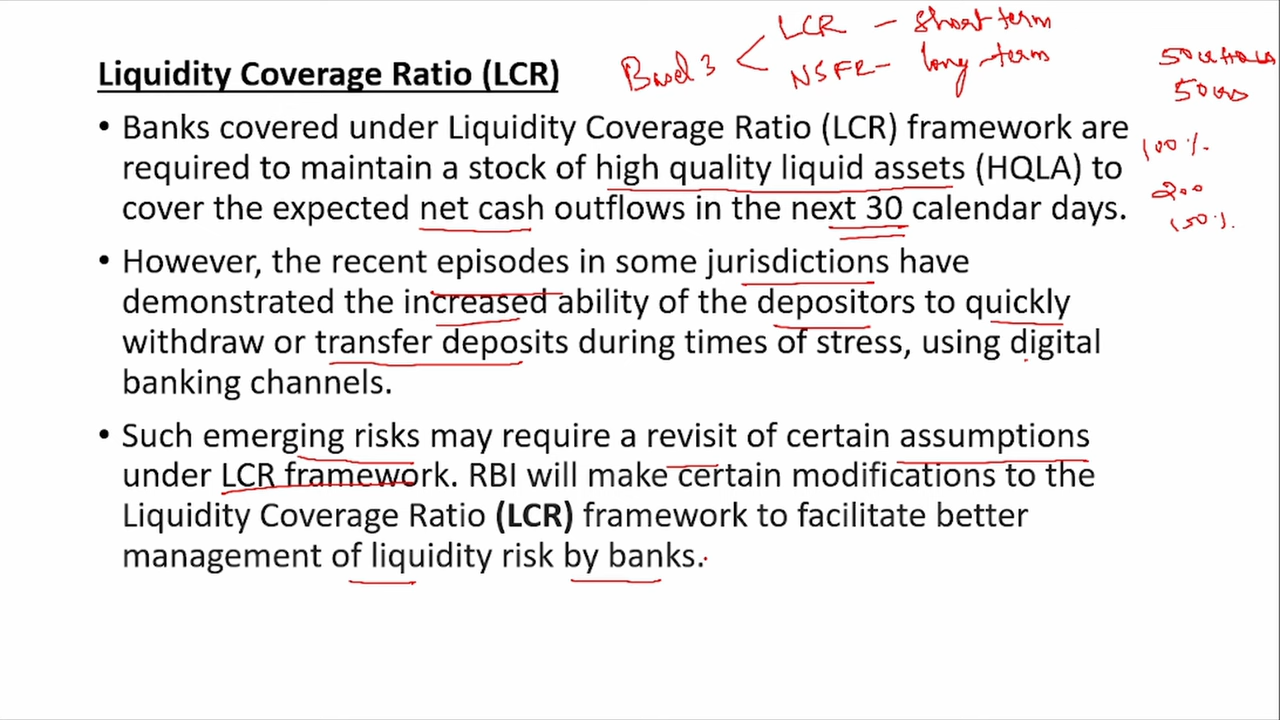 LCR - short term
Basel 3
NSFR - long-term
Liquidity Coverage Ratio (LCR)
• Banks covered under Liquidity Coverage Ratio (LCR) framework are
required to maintain a stock of high quality liquid assets (HQLA) to
cover the expected net cash outflows in the next 30 calendar days.
100%.
200
150%.
• However, the recent episodes in some jurisdictions have
demonstrated the increased ability of the depositors to quickly
withdraw or transfer deposits during times of stress, using digital
banking channels.
• Such emerging risks may require a revisit of certain assumptions
under LCR framework. RBI will make certain modifications to the
Liquidity Coverage Ratio (LCR) framework to facilitate better
management of liquidity risk by banks.